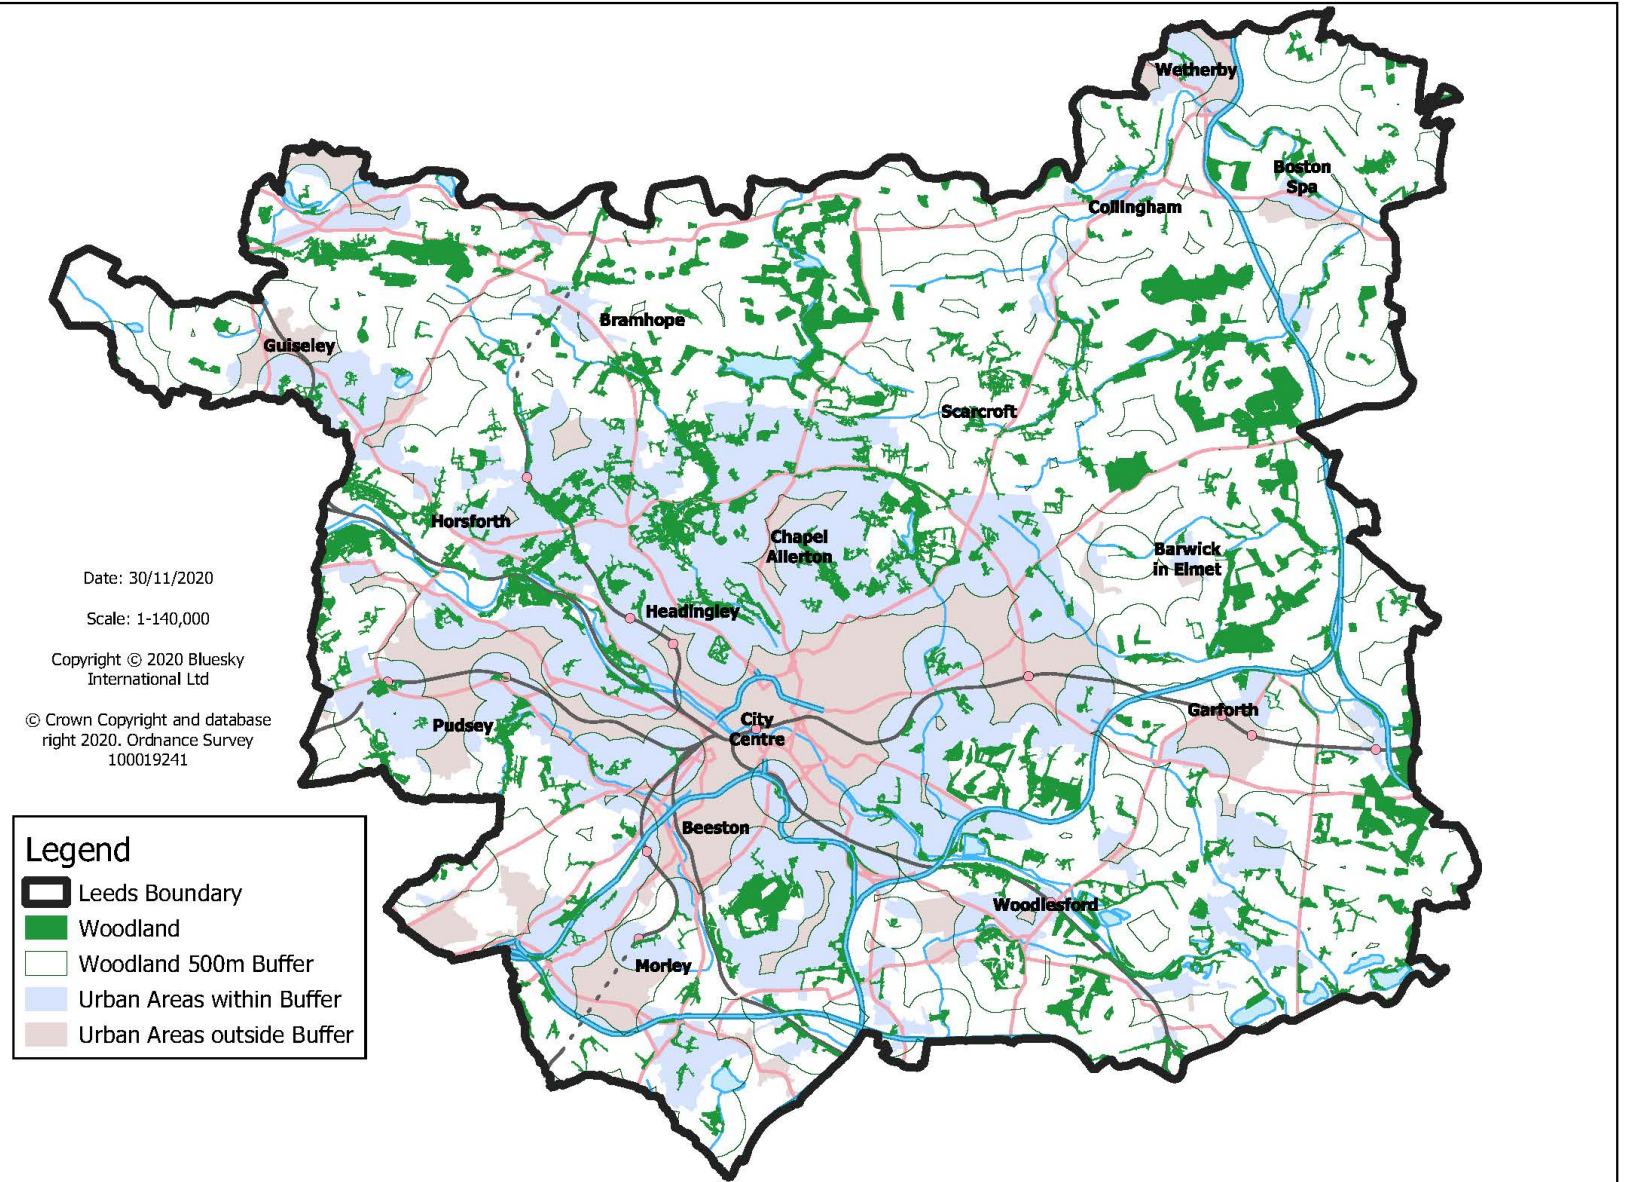 Wetherby
Boston
Spa
Collingham
Bramhope
Guiseley
Scarcroft
Horsforth
Chapel
Allerton
Barwick
in Elmet
Date: 30/11/2020
Scale: 1-140,000
Copyright © 2020 Bluesky
International Ltd
© Crown Copyright and database
right 2020. Ordnance Survey
100019241
Headingley
Pudsey
City
Centre
Garforth
Beeston
Woodlesford
Morley
Legend
Leeds Boundary
Woodland
Woodland 500m Buffer
Urban Areas within Buffer
Urban Areas outside Buffer